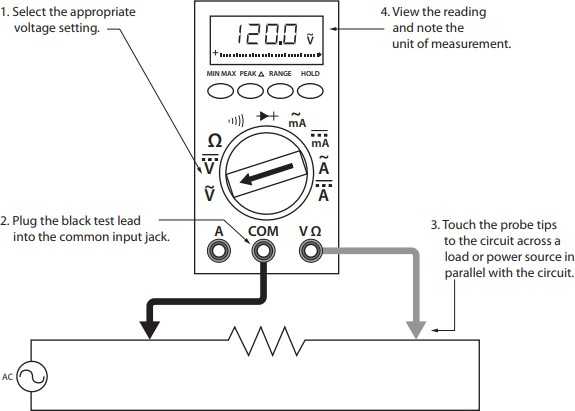 1. Select the appropriate
voltage setting.
4. View the reading
and note the
unit of measurement.
120.0 Ṽ
+
MIN MAX PEAK Δ RANGE HOLD
Ω
V
Ṽ
mA
mA
Ã
A
2. Plug the black test lead
into the common input jack.
A COM V Ω
3. Touch the probe tips
to the circuit across a
load or power source in
parallel with the circuit.
AC